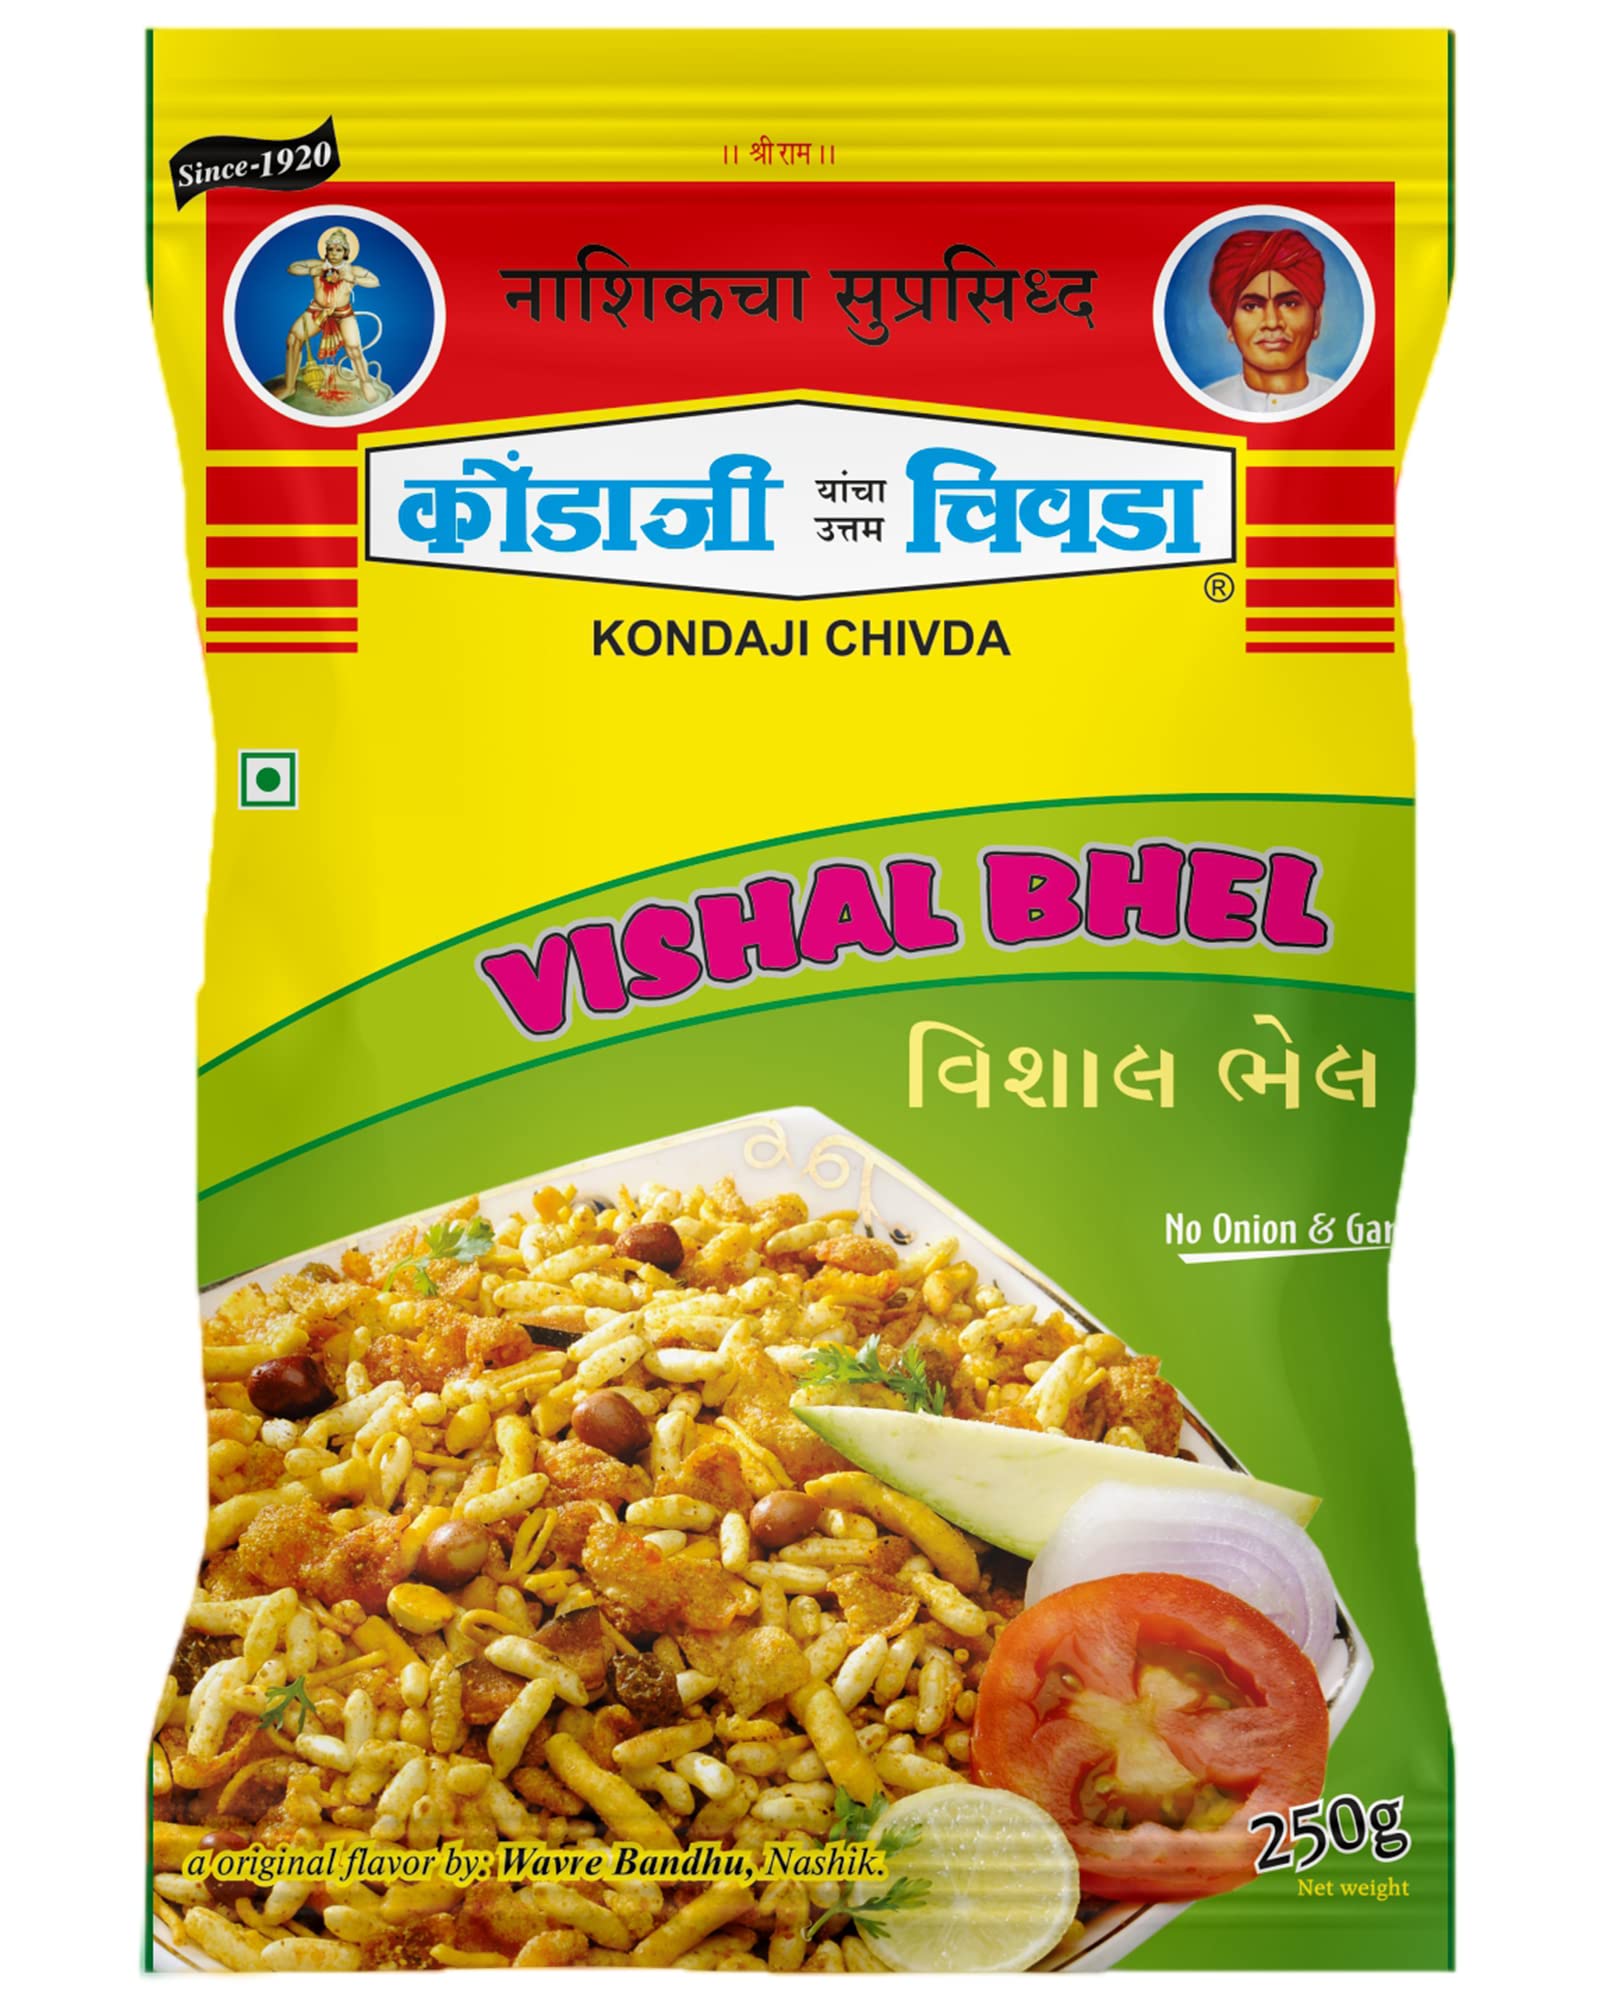 Since-1920
।। श्री राम ।।
नाशिकचा सुप्रसिध्द
कोंडाजी यांचा उत्तम चिवडा
®
KONDAJI CHIVDA
VISHAL BHEL
વિશાલ ભેલ
No Onion & Gar
a original flavor by: Wavre Bandhu, Nashik.
250g
Net weight